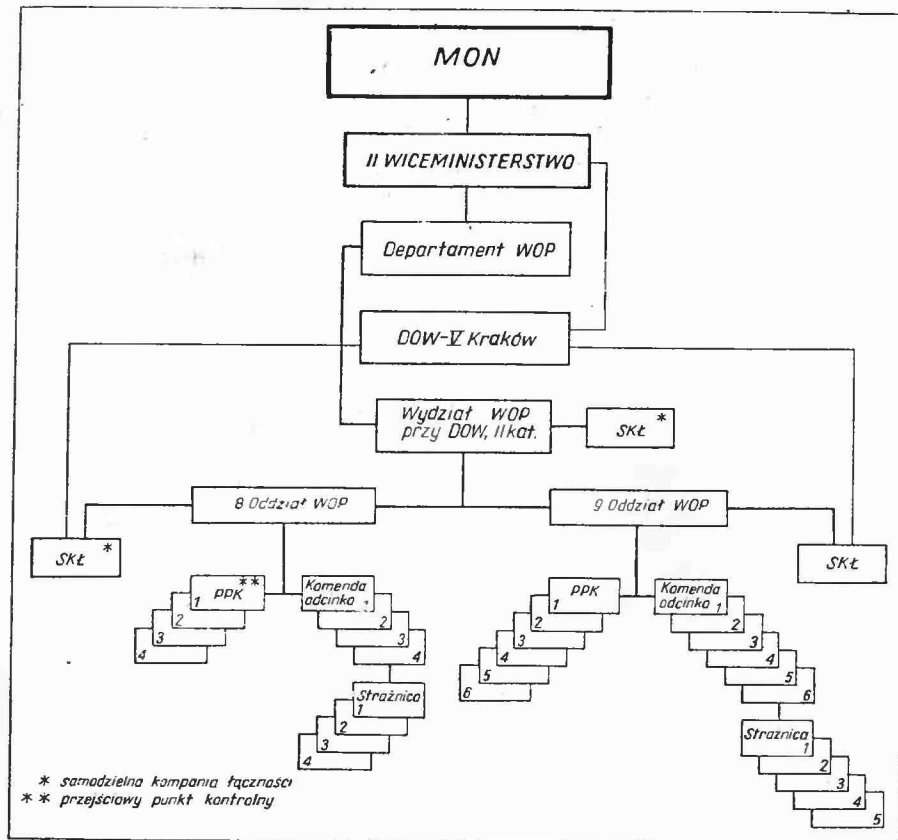 MON
II WICEMINISTERSTWO
Departament WOP
DOW-V Kraków
Wydział WOP
przy DOW, II kat.
SKŁ *
8 Oddział WOP
9 Oddział WOP
SKŁ *
SKŁ
1 PPK **
2
3
4
Komenda
odcinka 1
2
3
4
Strażnica
1
2
3
4
1 PPK
2
3
4
5
6
Komenda
odcinka 1
2
3
4
5
6
Strażnica
1
2
3
4
5
* samodzielna kompania łączności
** przejściowy punkt kontrolny